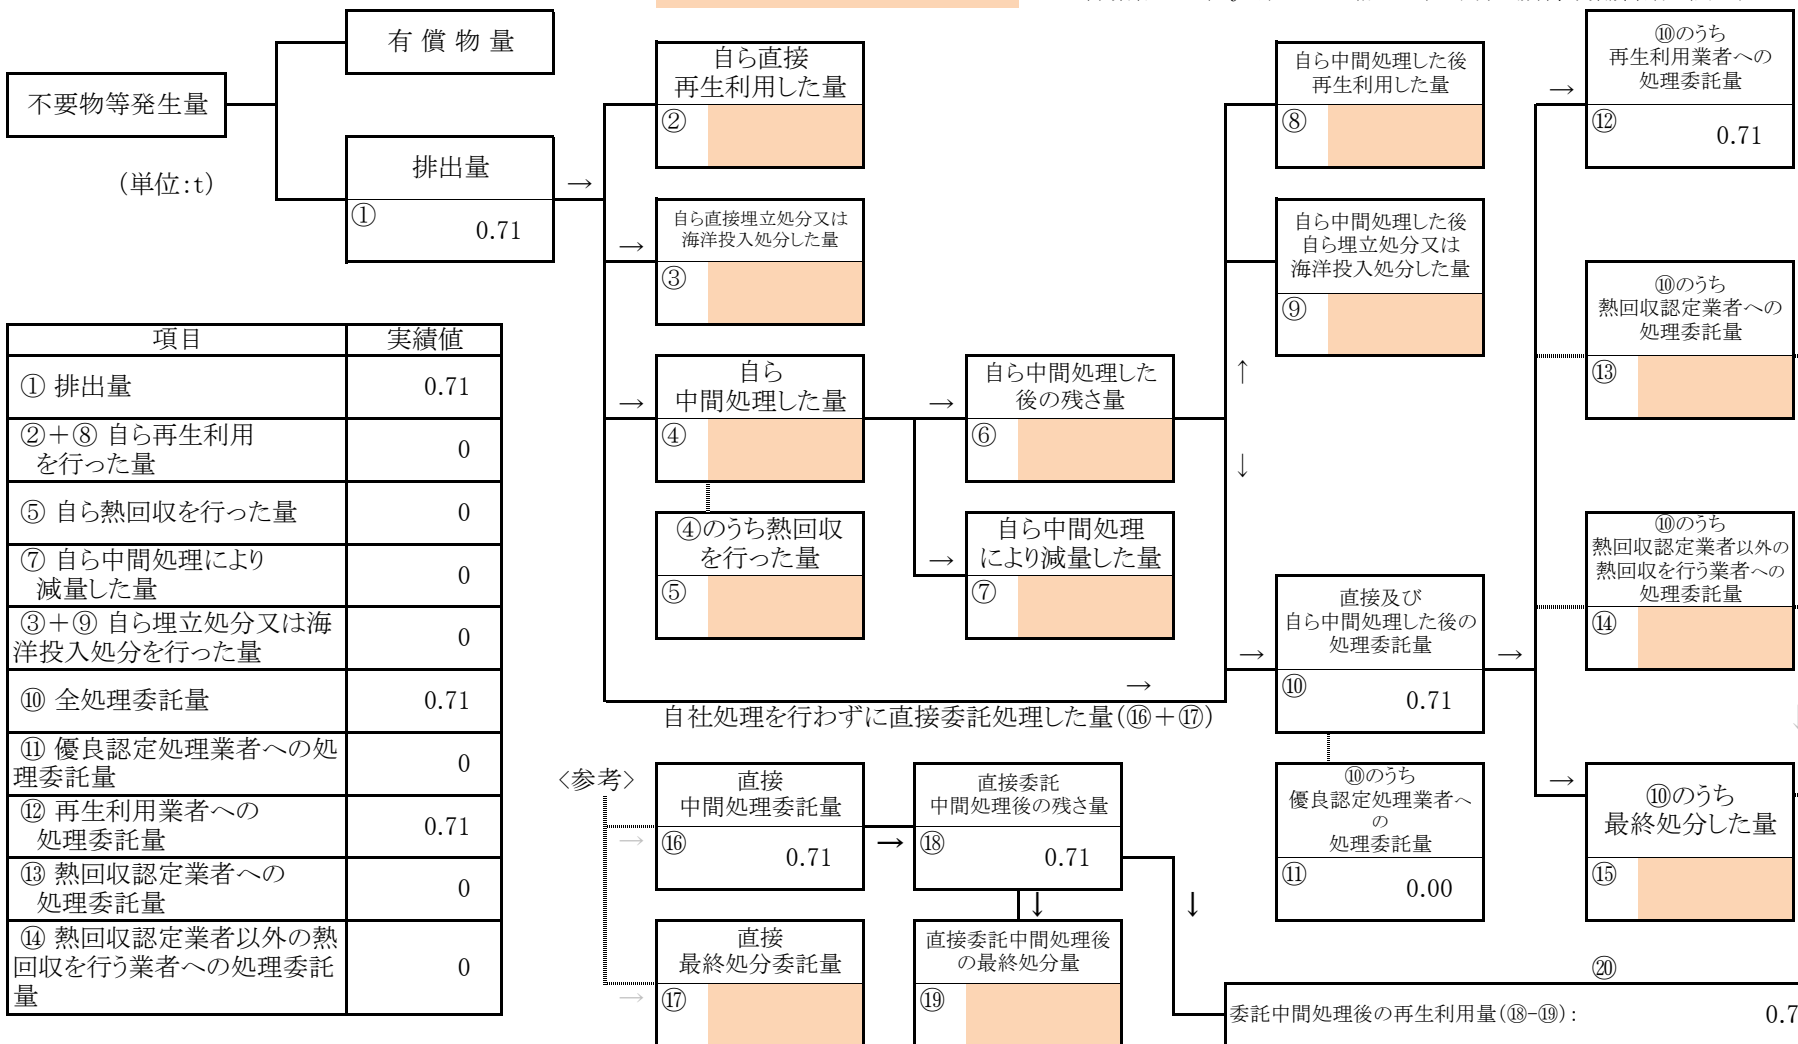 有償物量
不要物等発生量
(単位:t)
排出量
①
0.71
→
自ら直接
再生利用した量
②
→
自ら直接埋立処分又は
海洋投入処分した量
③
→
自ら
中間処理した量
④
④のうち熱回収
を行った量
⑤
→
自ら中間処理した
後の残さ量
⑥
→
自ら中間処理
により減量した量
⑦
自ら中間処理した後
再生利用した量
⑧
自ら中間処理した後
自ら埋立処分又は
海洋投入処分した量
⑨
↑
↓
→
直接及び
自ら中間処理した後の
処理委託量
⑩
0.71
⑩のうち
優良認定処理業者へ
の
処理委託量
⑪
0.00
→
⑩のうち
再生利用業者への
処理委託量
⑫
0.71
⑩のうち
熱回収認定業者への
処理委託量
⑬
⑩のうち
熱回収認定業者以外の
熱回収を行う業者への
処理委託量
⑭
→
→
⑩のうち
最終処分した量
⑮
→
自社処理を行わずに直接委託処理した量(⑯+⑰)
<参考>
→
直接
中間処理委託量
⑯
0.71
→
直接委託
中間処理後の残さ量
⑱
0.71
↓
↓
→
直接
最終処分委託量
⑰
直接委託中間処理後
の最終処分量
⑲
⑳
委託中間処理後の再生利用量(⑱-⑲):
項目 実績値
① 排出量 0.71
②+⑧ 自ら再生利用
を行った量 0
⑤ 自ら熱回収を行った量 0
⑦ 自ら中間処理により
減量した量 0
③+⑨ 自ら埋立処分又は海
洋投入処分を行った量 0
⑩ 全処理委託量 0.71
⑪ 優良認定処理業者への処
理委託量 0
⑫ 再生利用業者への
処理委託量 0.71
⑬ 熱回収認定業者への
処理委託量 0
⑭ 熱回収認定業者以外の熱
回収を行う業者への処理委託
量 0